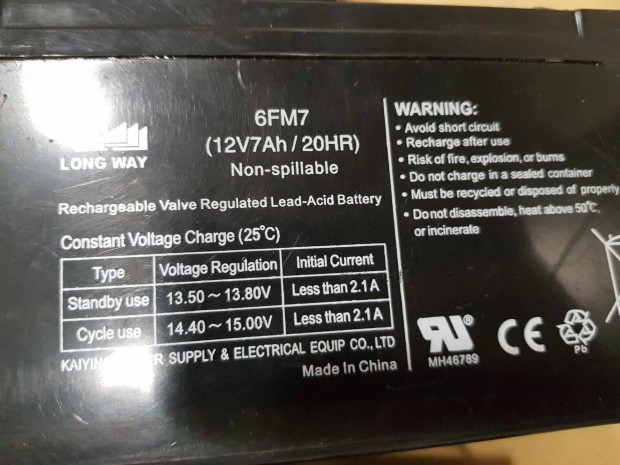 6FM7
(12V7Ah / 20HR)
Non-spillable
LONG WAY
Rechargeable Valve Regulated Lead-Acid Battery
Constant Voltage Charge (25°C)
Type Voltage Regulation Initial Current
Standby use 13.50～13.80V Less than 2.1A
Cycle use 14.40～15.00V Less than 2.1A
SUPPLY & ELECTRICAL EQUIP CO., LTD
Made In China
WARNING:
• Avoid short circuit
• Recharge after use
• Risk of fire, explosion, or burns
• Do not charge in a sealed container
• Must be recycled or disposed of properly
• Do not disassemble, heat above 50°C,
or incinerate
RU®
MH46789
CE
Pb